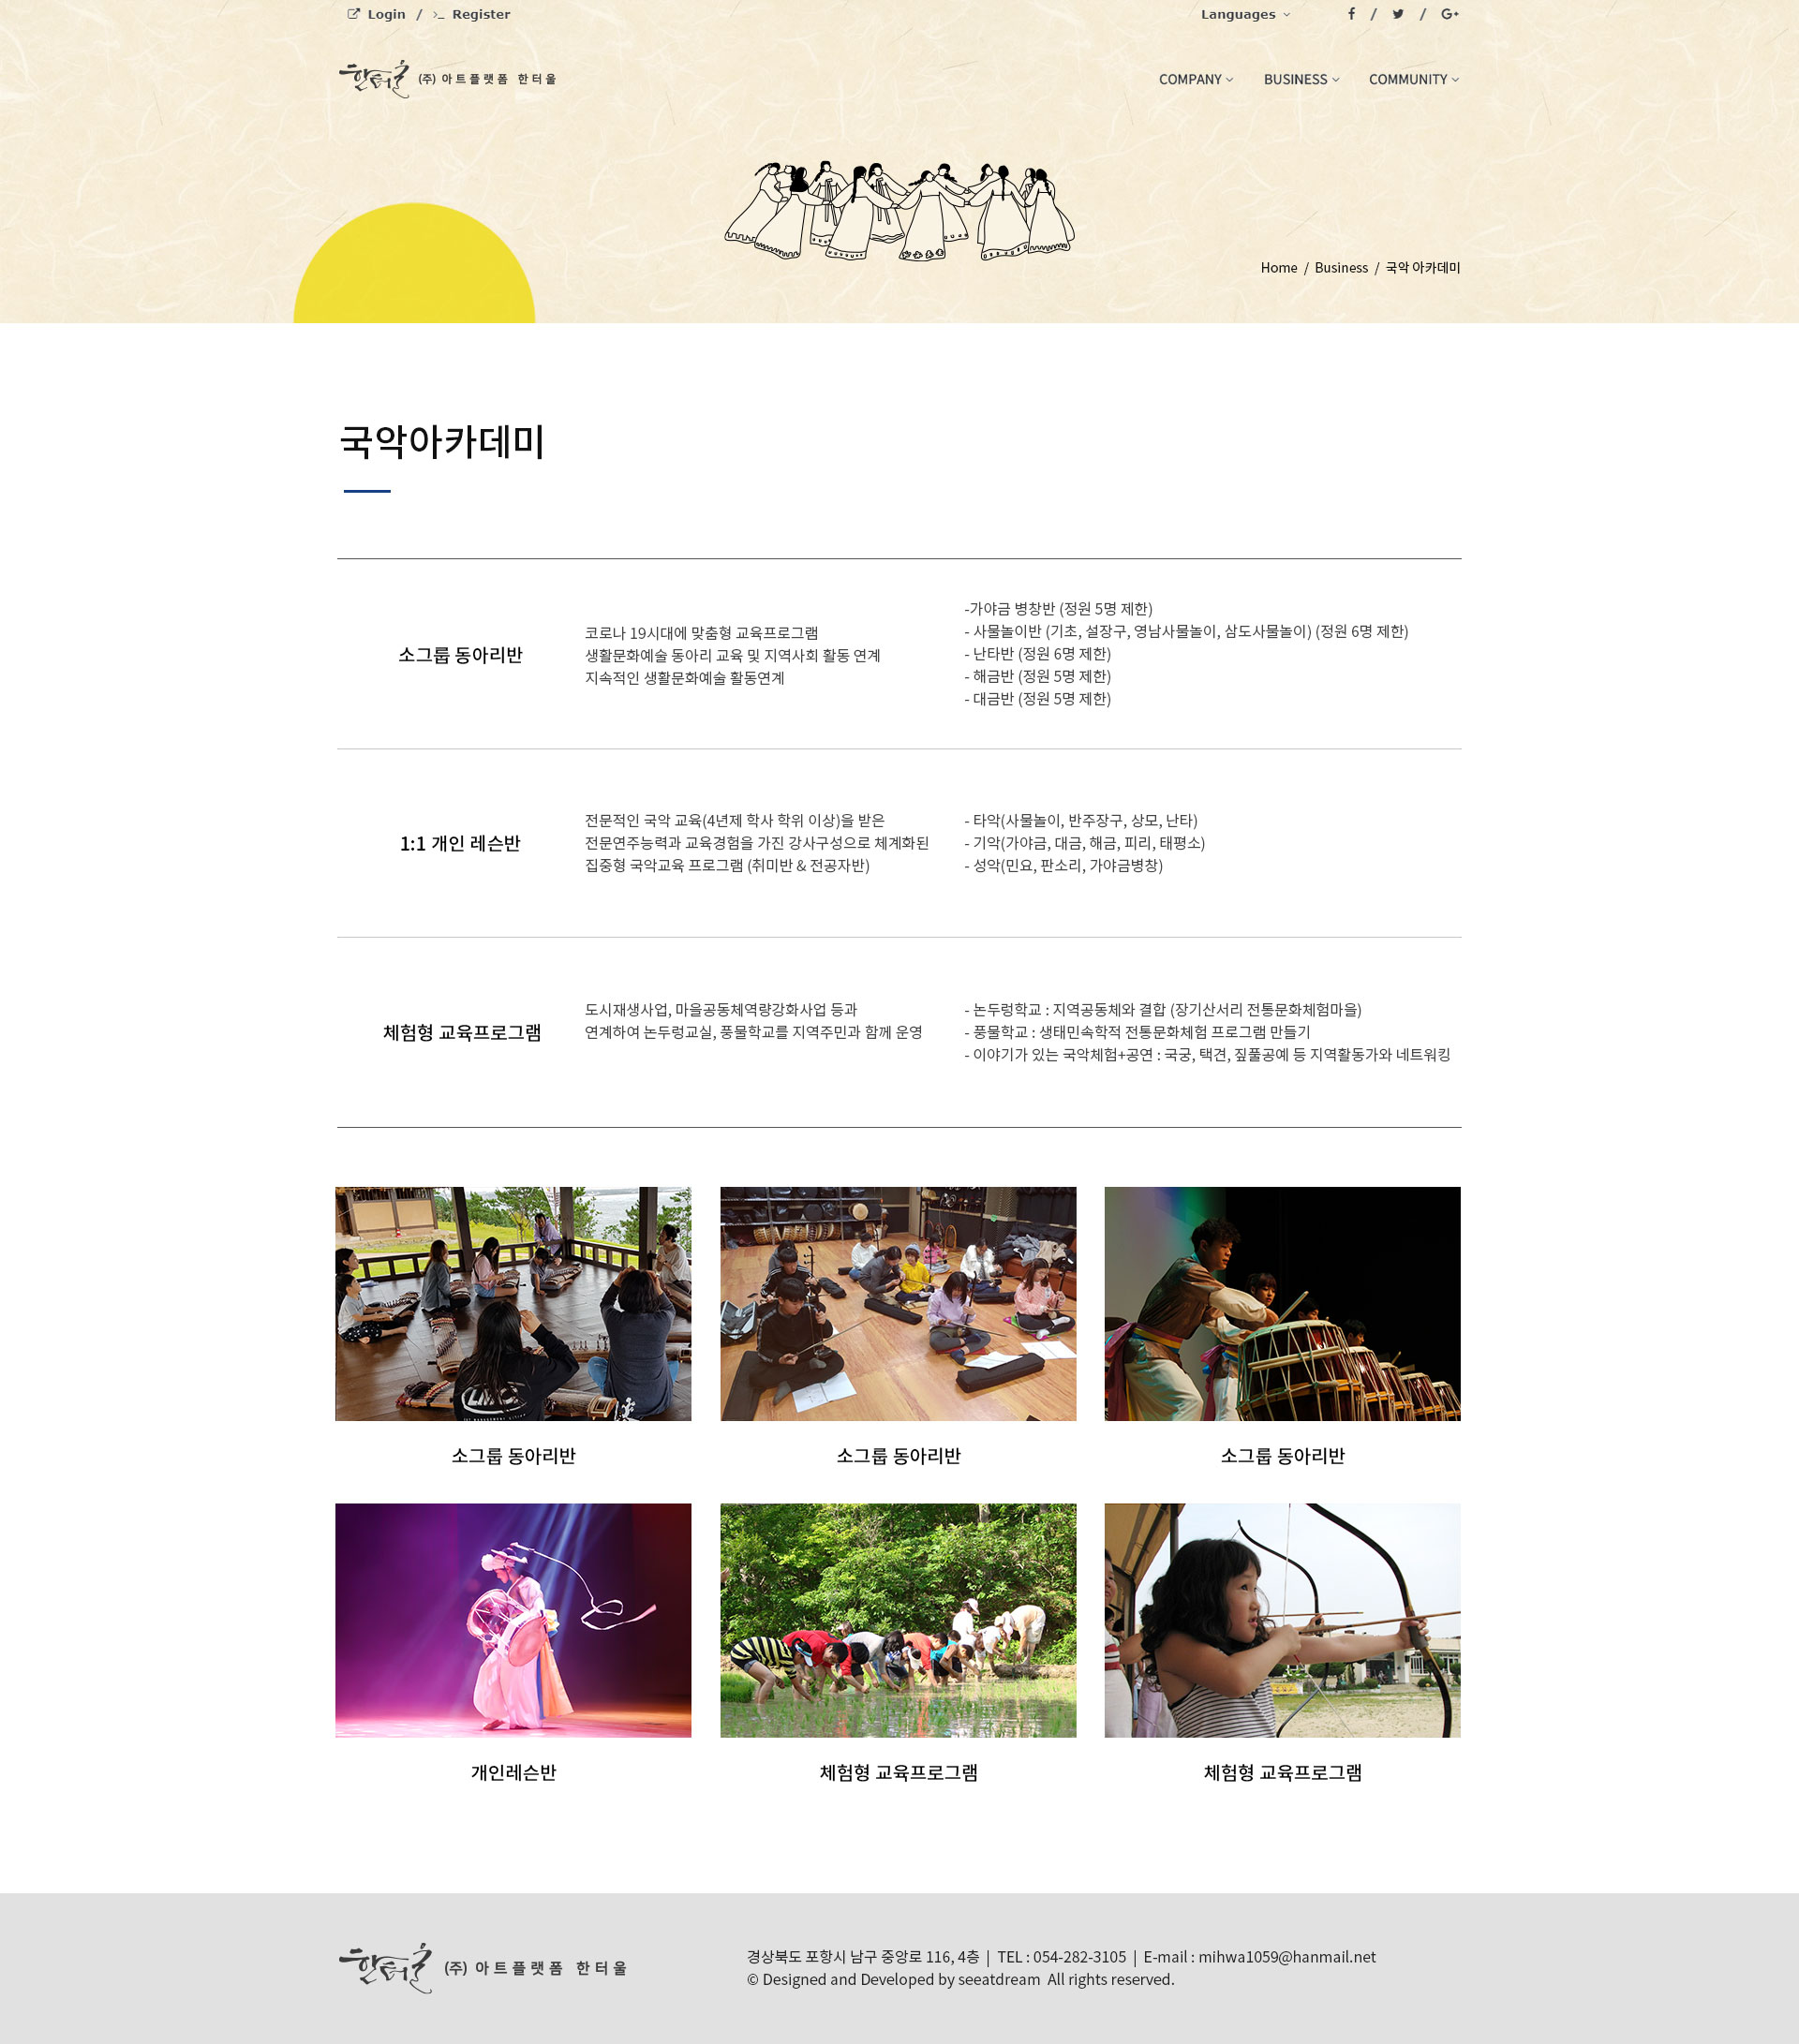 Login / Register
Languages / /
한터울 (주) 아트플랫폼 한터울
COMPANY BUSINESS COMMUNITY
Home / Business / 국악 아카데미
국악아카데미
소그룹 동아리반
코로나 19시대에 맞춤형 교육프로그램
생활문화예술 동아리 교육 및 지역사회 활동 연계
지속적인 생활문화예술 활동연계
-가야금 병창반 (정원 5명 제한)
- 사물놀이반 (기초, 설장구, 영남사물놀이, 삼도사물놀이) (정원 6명 제한)
- 난타반 (정원 6명 제한)
- 해금반 (정원 5명 제한)
- 대금반 (정원 5명 제한)
1:1 개인 레슨반
전문적인 국악 교육(4년제 학사 학위 이상)을 받은
전문연주능력과 교육경험을 가진 강사구성으로 체계화된
집중형 국악교육 프로그램 (취미반 & 전공자반)
- 타악(사물놀이, 반주장구, 상모, 난타)
- 기악(가야금, 대금, 해금, 피리, 태평소)
- 성악(민요, 판소리, 가야금병창)
체험형 교육프로그램
도시재생사업, 마을공동체역량강화사업 등과
연계하여 논두렁교실, 풍물학교를 지역주민과 함께 운영
- 논두렁학교 : 지역공동체와 결합 (장기산서리 전통문화체험마을)
- 풍물학교 : 생태민속학적 전통문화체험 프로그램 만들기
- 이야기가 있는 국악체험+공연 : 국궁, 택견, 짚풀공예 등 지역활동가와 네트워킹
소그룹 동아리반
소그룹 동아리반
소그룹 동아리반
개인레슨반
체험형 교육프로그램
체험형 교육프로그램
한터울 (주) 아트플랫폼 한터울
경상북도 포항시 남구 중앙로 116, 4층 | TEL : 054-282-3105 | E-mail : mihwa1059@hanmail.net
© Designed and Developed by seeatdream All rights reserved.